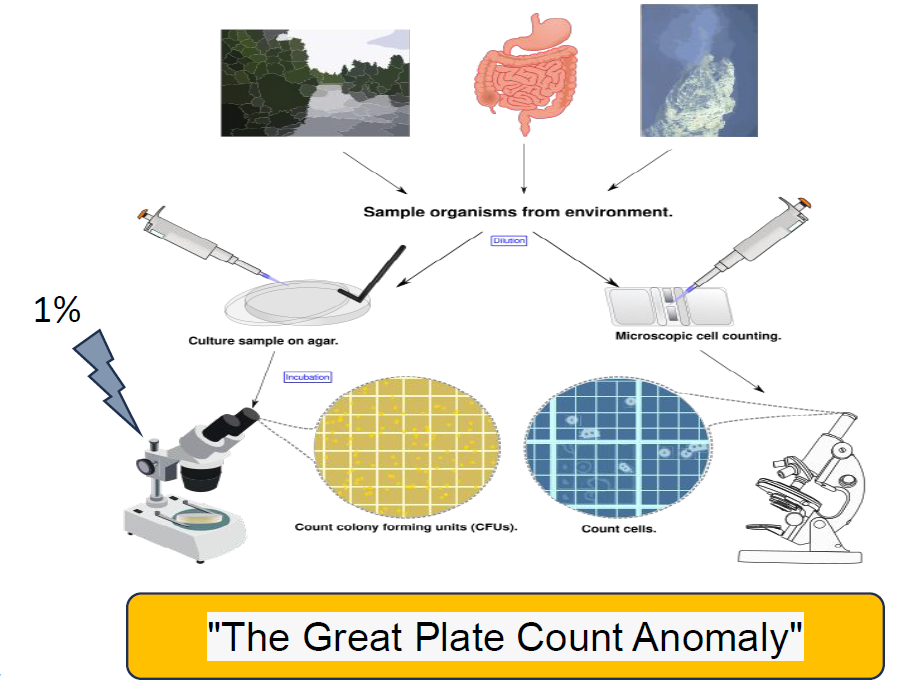 Sample organisms from environment.
Dilution
1%
Culture sample on agar.
Microscopic cell counting.
Incubation
Count colony forming units (CFUs).
Count cells.
"The Great Plate Count Anomaly"